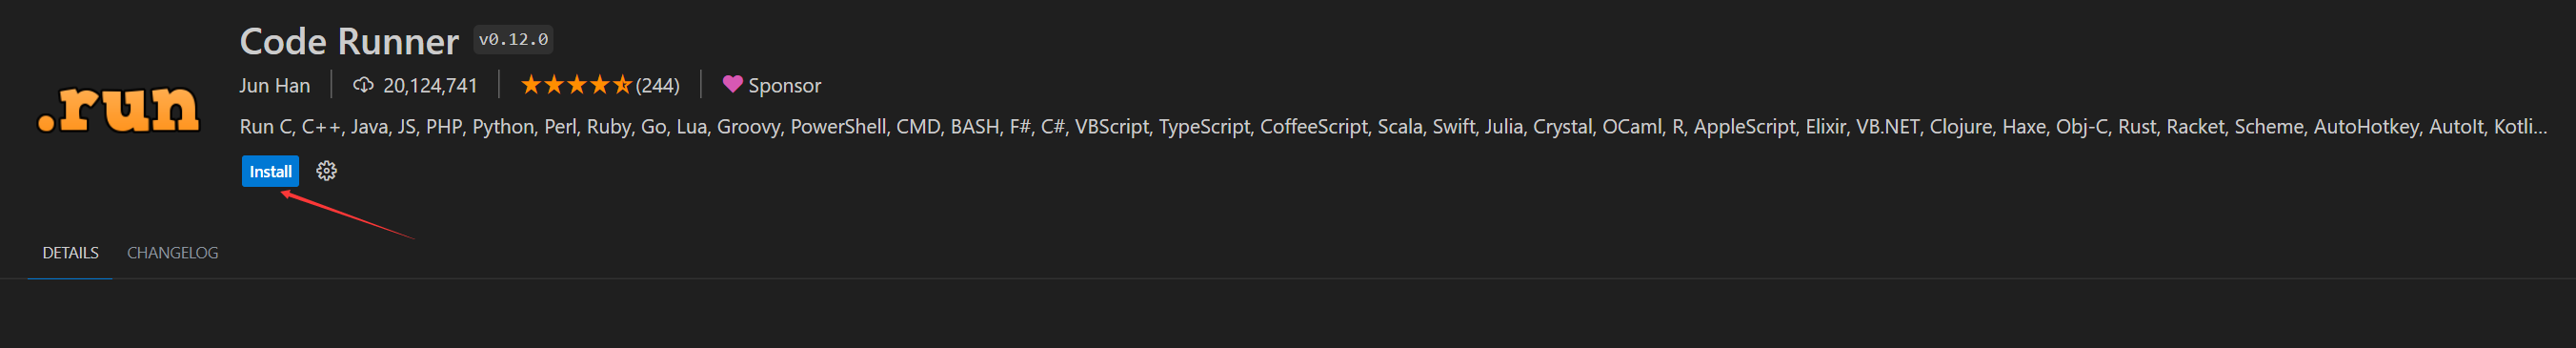 Code Runner v0.12.0
.run
Jun Han 20,124,741 (244) Sponsor
Run C, C++, Java, JS, PHP, Python, Perl, Ruby, Go, Lua, Groovy, PowerShell, CMD, BASH, F#, C#, VBScript, TypeScript, CoffeeScript, Scala, Swift, Julia, Crystal, OCaml, R, AppleScript, Elixir, VB.NET, Clojure, Haxe, Obj-C, Rust, Racket, Scheme, AutoHotkey, AutoIt, Kotli...
Install
DETAILS CHANGELOG